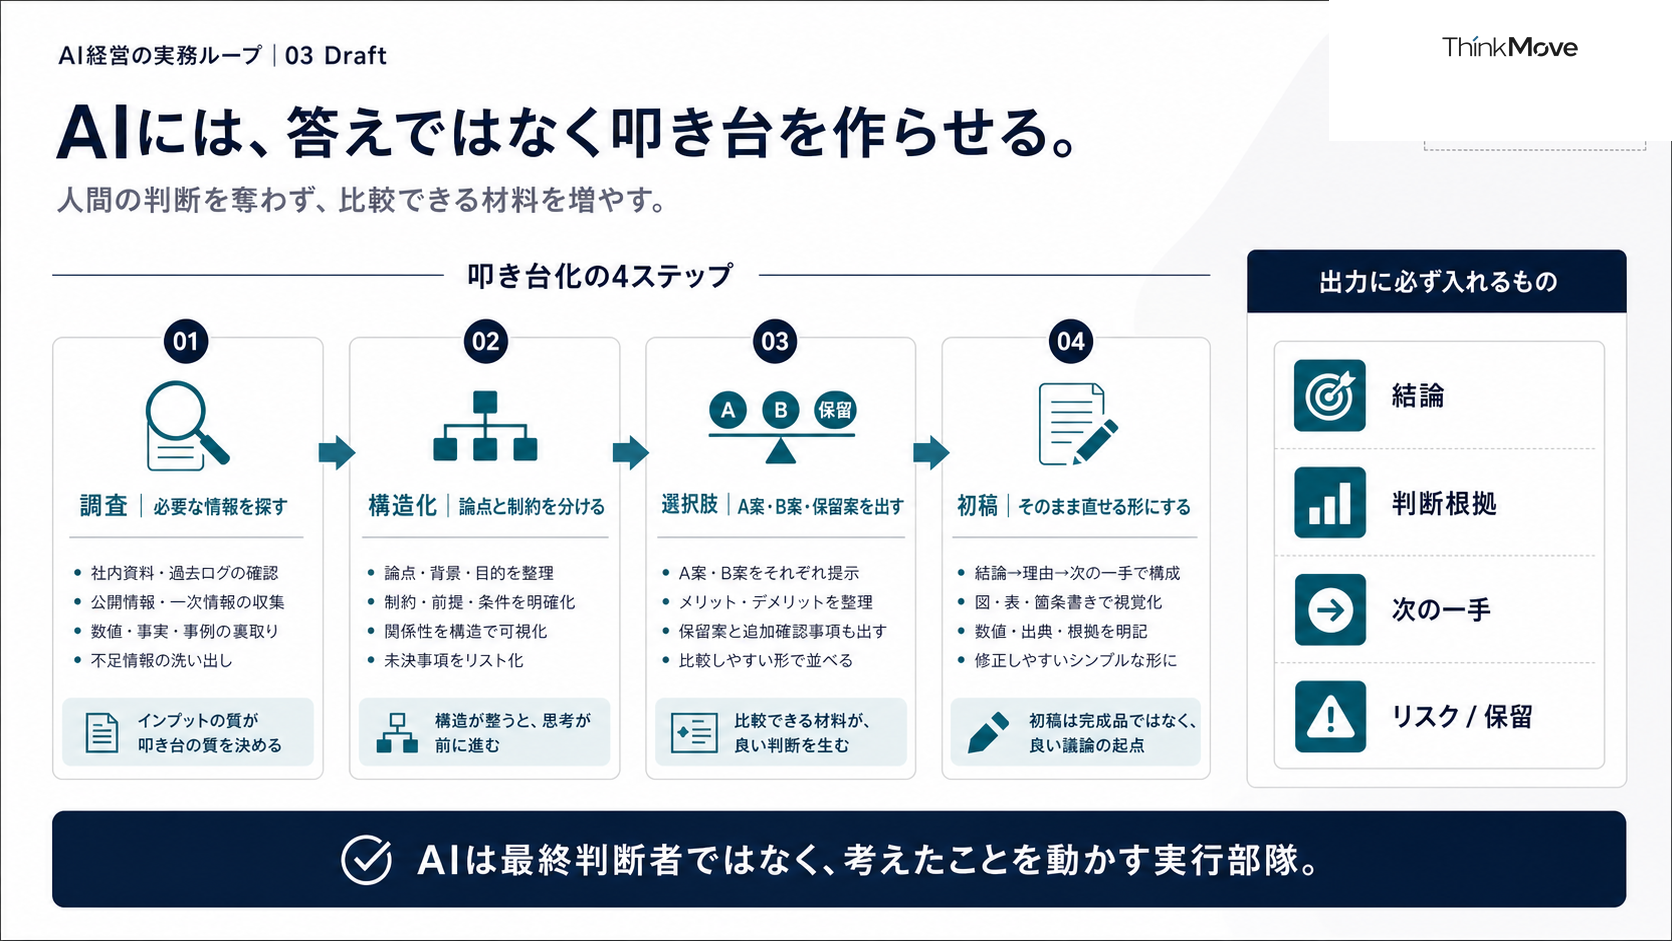 AI経営の実務ループ｜03 Draft
ThinkMove
AIには、答えではなく叩き台を作らせる。
人間の判断を奪わず、比較できる材料を増やす。
叩き台化の4ステップ
01
調査｜必要な情報を探す
• 社内資料・過去ログの確認
• 公開情報・一次情報の収集
• 数値・事実・事例の裏取り
• 不足情報の洗い出し
インプットの質が
叩き台の質を決める
02
構造化｜論点と制約を分ける
• 論点・背景・目的を整理
• 制約・前提・条件を明確化
• 関係性を構造で可視化
• 未決事項をリスト化
構造が整うと、思考が
前に進む
03
A B 保留
選択肢｜A案・B案・保留案を出す
• A案・B案をそれぞれ提示
• メリット・デメリットを整理
• 保留案と追加確認事項も出す
• 比較しやすい形で並べる
比較できる材料が、
良い判断を生む
04
初稿｜そのまま直せる形にする
• 結論→理由→次の一手で構成
• 図・表・箇条書きで視覚化
• 数値・出典・根拠を明記
• 修正しやすいシンプルな形に
初稿は完成品ではなく、
良い議論の起点
出力に必ず入れるもの
結論
判断根拠
次の一手
リスク / 保留
AIは最終判断者ではなく、考えたことを動かす実行部隊。